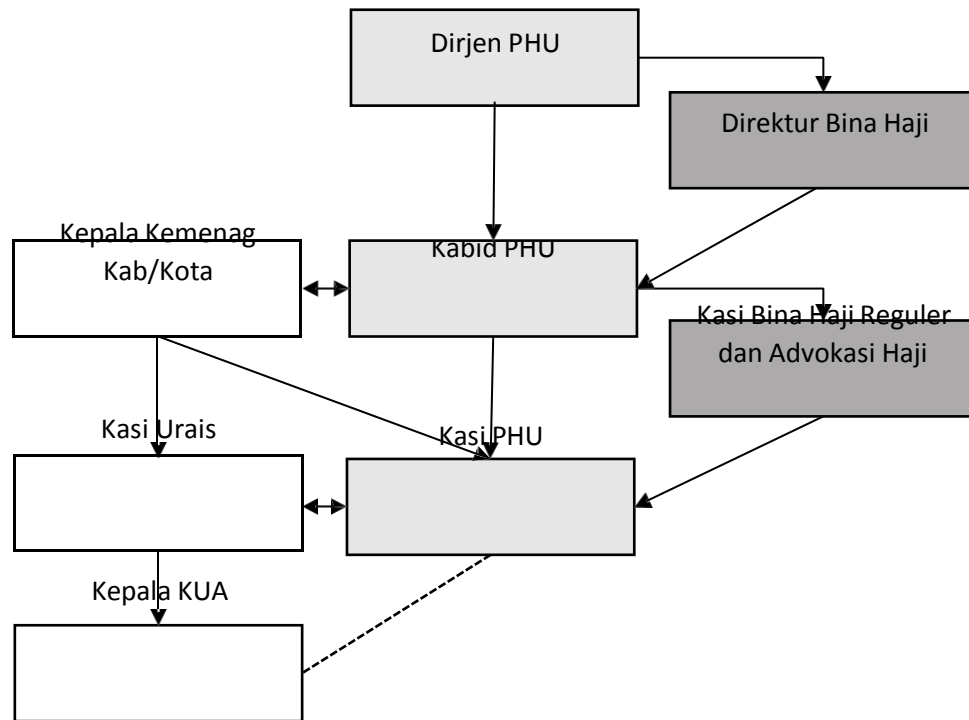 Dirjen PHU
Direktur Bina Haji
Kepala Kemenag
Kab/Kota
Kabid PHU
Kasi Bina Haji Reguler
dan Advokasi Haji
Kasi Urais
Kasi PHU
Kepala KUA